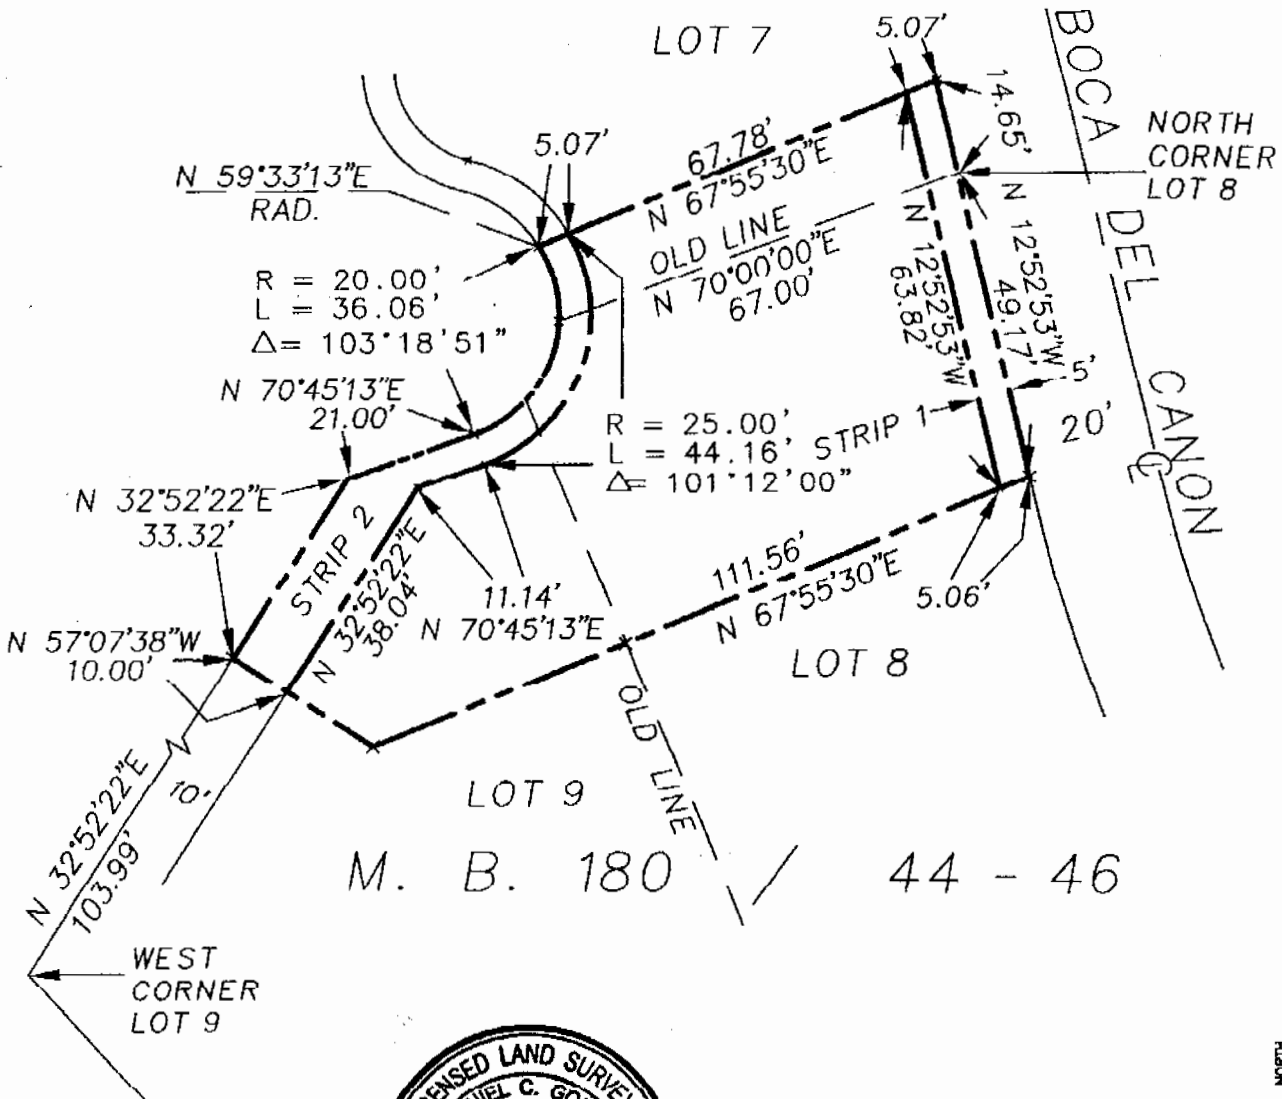 LOT 7
5.07'
BOCA DEL CANON
14.65'
NORTH
CORNER
LOT 8
5.07'
N 59°33'13"E
RAD.
67.78'
N 67°55'30"E
OLD LINE
N 70°00'00"E
67.00'
N 12°52'53"W
63.82'
N 12°52'53"W
49.17'
R = 20.00'
L = 36.06'
Δ= 103°18'51"
N 70°45'13"E
21.00'
5'
20'
R = 25.00'
L = 44.16'
Δ= 101°12'00"
STRIP 1
N 32°52'22"E
33.32'
STRIP 2
N 32°52'22"E
38.04'
11.14'
N 70°45'13"E
111.56'
N 67°55'30"E
5.06'
N 57°07'38"W
10.00'
LOT 8
OLD LINE
N 32°52'22"E
103.99'
10'
LOT 9
M. B. 180 / 44 - 46
WEST
CORNER
LOT 9
LAND
C.